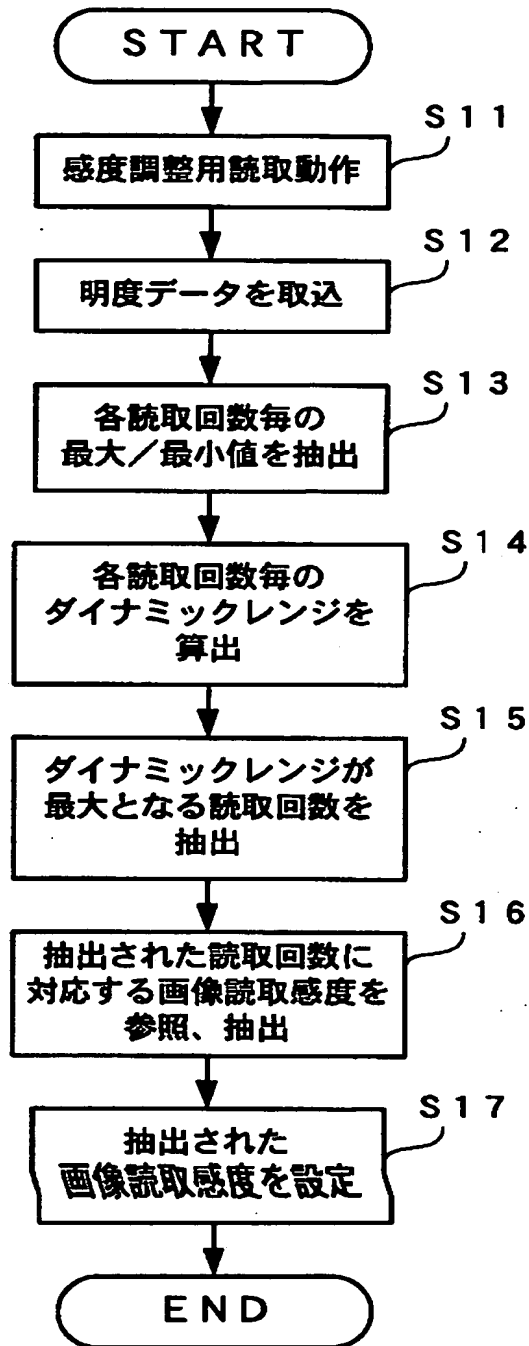 START
S11
感度調整用読取動作
S12
明度データを取込
S13
各読取回数毎の
最大／最小値を抽出
S14
各読取回数毎の
ダイナミックレンジを
算出
S15
ダイナミックレンジが
最大となる読取回数を
抽出
S16
抽出された読取回数に
対応する画像読取感度を
参照、抽出
S17
抽出された
画像読取感度を設定
END